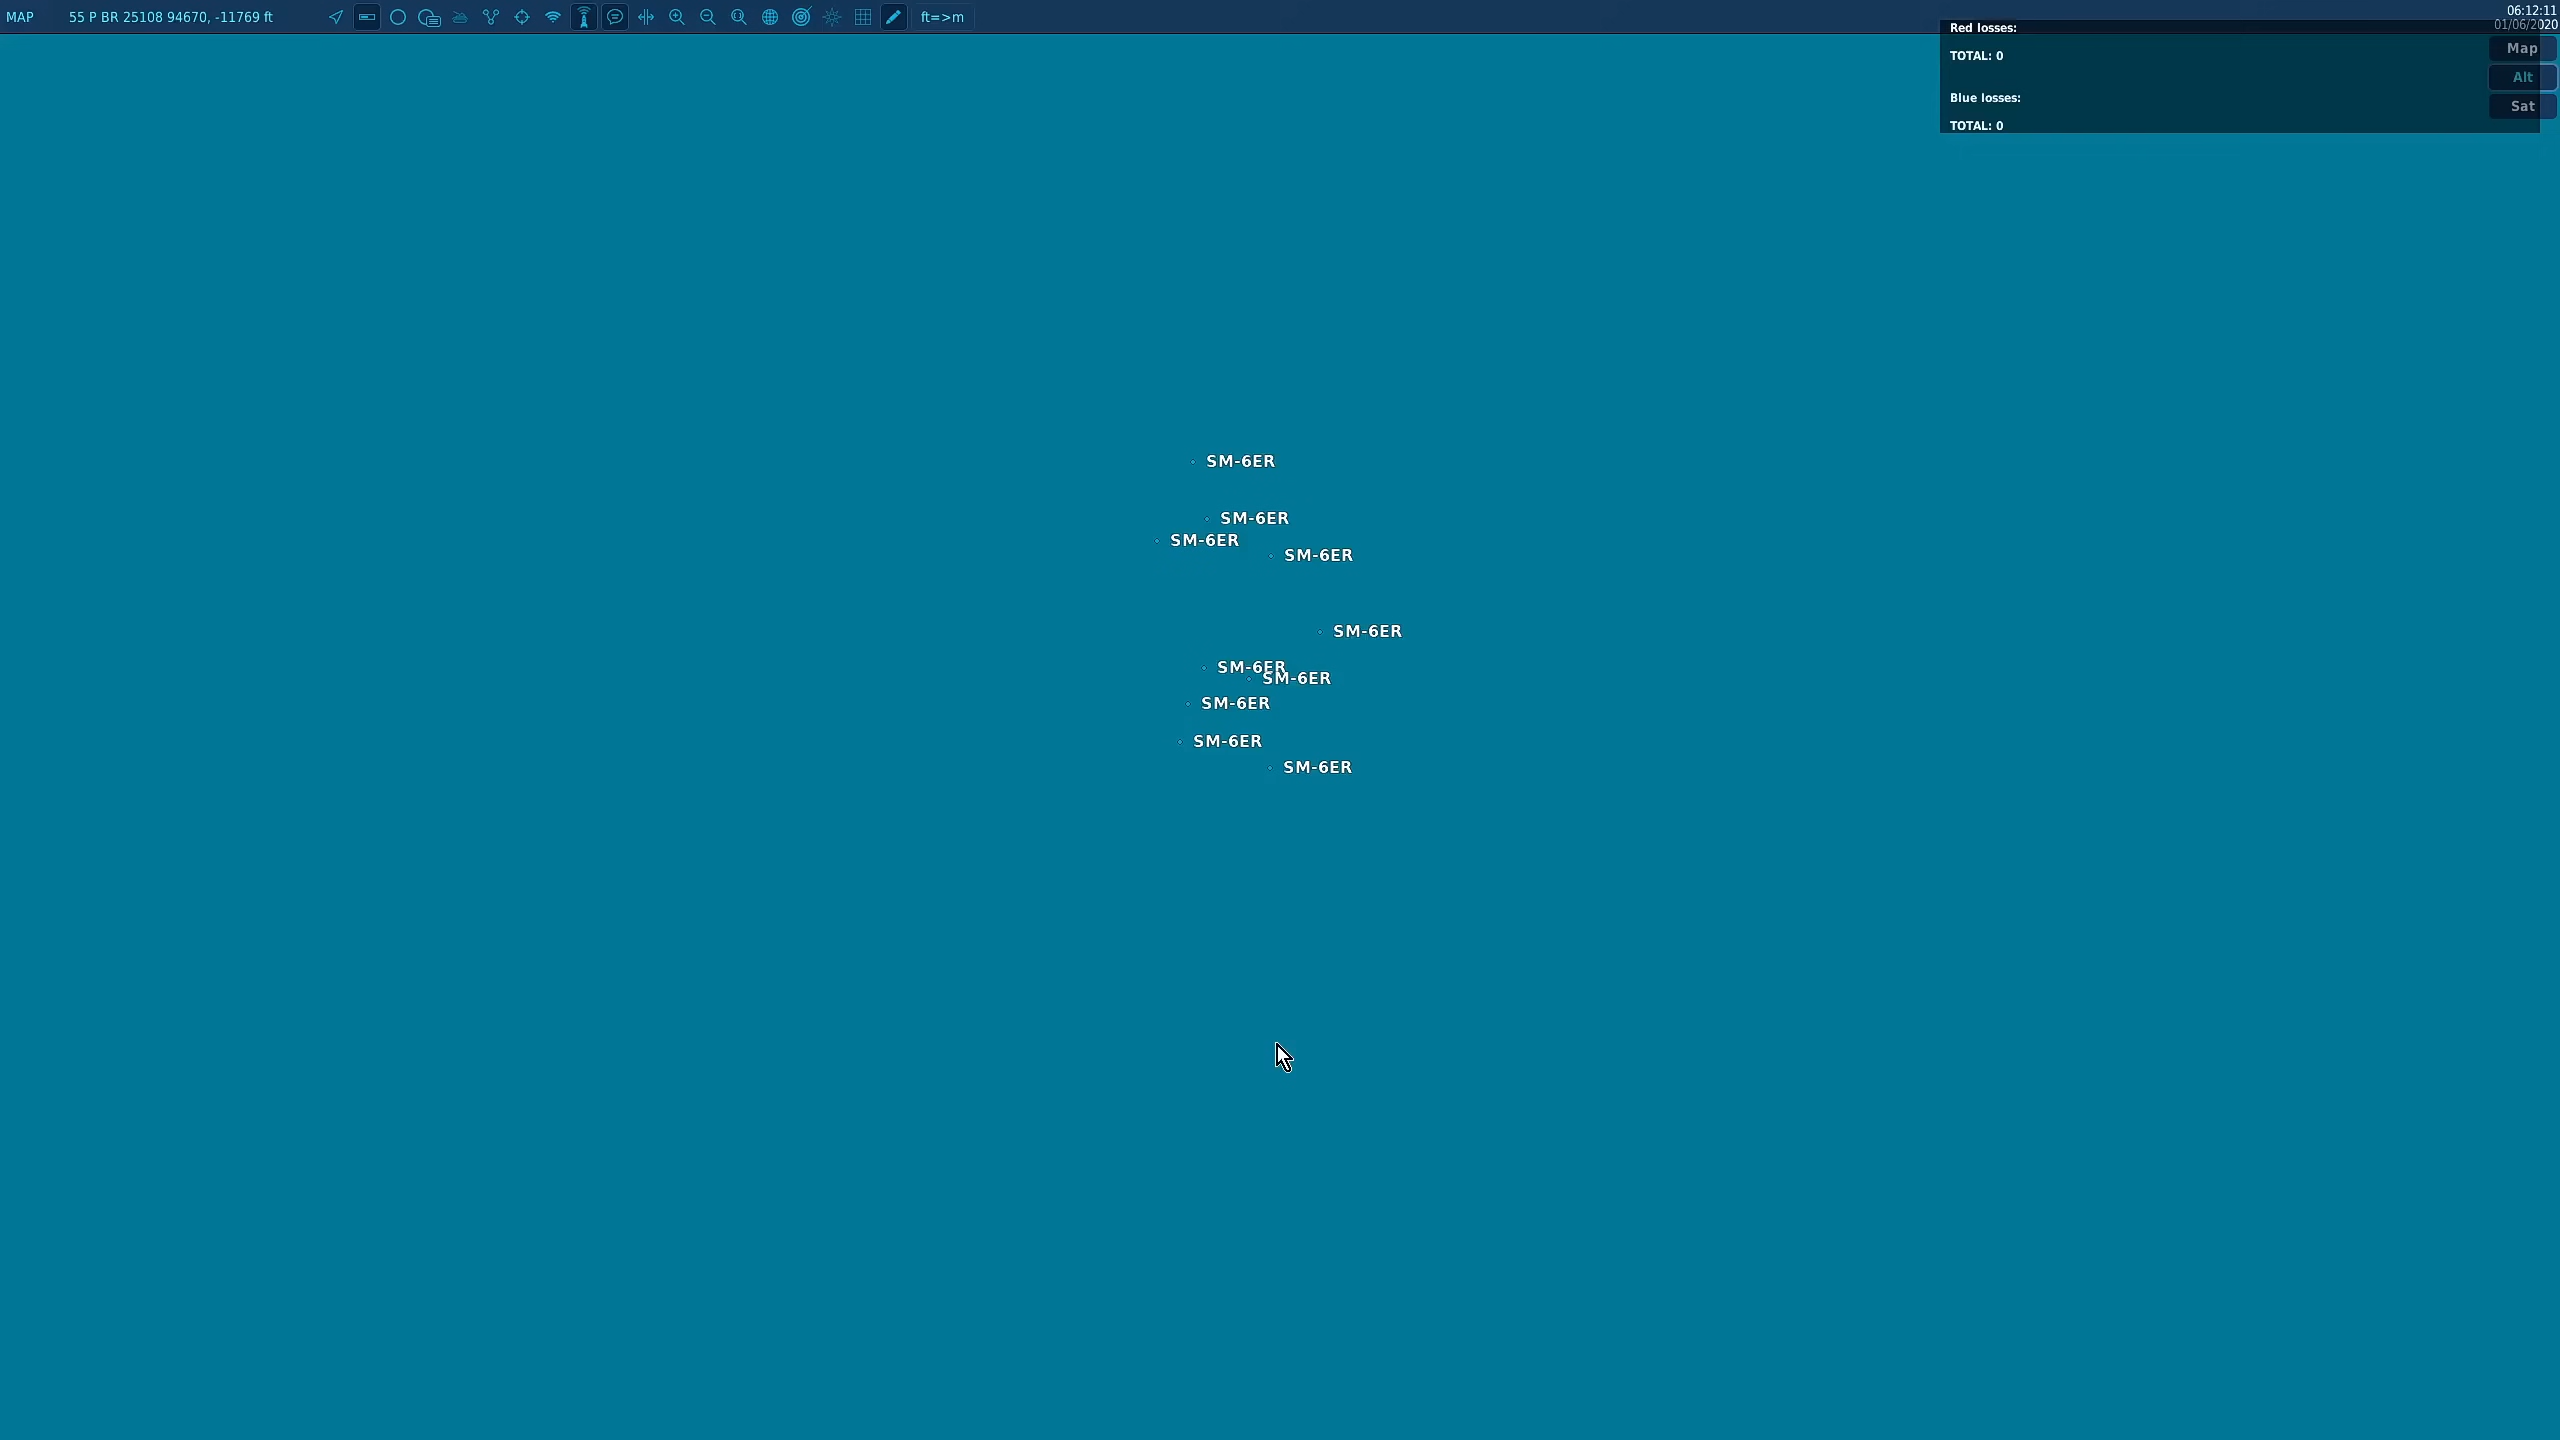 MAP 55 P BR 25108 94670, -11769 ft ft=>m 06:12:11
01/06/2020
Red losses:
Map
TOTAL: 0
Alt
Blue losses:
Sat
TOTAL: 0
SM-6ER
SM-6ER
SM-6ER
SM-6ER
SM-6ER
SM-6ER
SM-6ER
SM-6ER
SM-6ER
SM-6ER